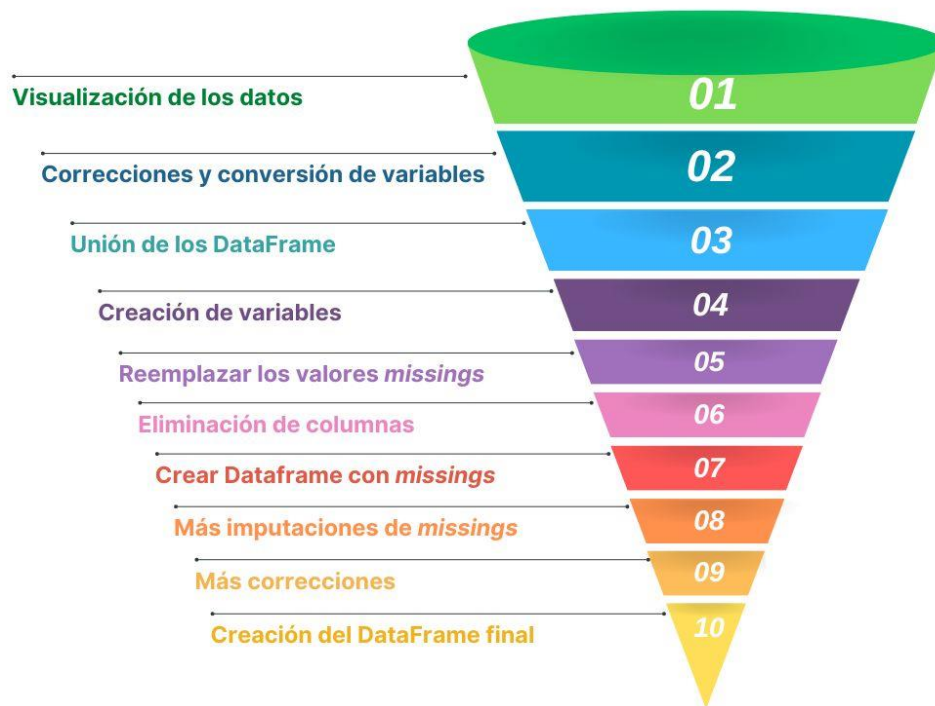 01
Visualización de los datos
02
Correcciones y conversión de variables
03
Unión de los DataFrame
04
Creación de variables
05
Reemplazar los valores missings
06
Eliminación de columnas
07
Crear Dataframe con missings
08
Más imputaciones de missings
09
Más correcciones
10
Creación del DataFrame final